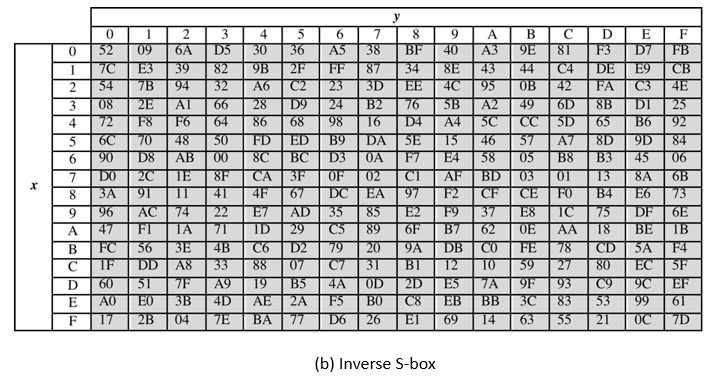 y
0 1 2 3 4 5 6 7 8 9 A B C D E F
0 52 09 6A D5 30 36 A5 38 BF 40 A3 9E 81 F3 D7 FB
1 7C E3 39 82 9B 2F FF 87 34 8E 43 44 C4 DE E9 CB
2 54 7B 94 32 A6 C2 23 3D EE 4C 95 0B 42 FA C3 4E
3 08 2E A1 66 28 D9 24 B2 76 5B A2 49 6D 8B D1 25
4 72 F8 F6 64 86 68 98 16 D4 A4 5C CC 5D 65 B6 92
5 6C 70 48 50 FD ED B9 DA 5E 15 46 57 A7 8D 9D 84
6 90 D8 AB 00 8C BC D3 0A F7 E4 58 05 B8 B3 45 06
x 7 D0 2C 1E 8F CA 3F 0F 02 C1 AF BD 03 01 13 8A 6B
8 3A 91 11 41 4F 67 DC EA 97 F2 CF CE F0 B4 E6 73
9 96 AC 74 22 E7 AD 35 85 E2 F9 37 E8 1C 75 DF 6E
A 47 F1 1A 71 1D 29 C5 89 6F B7 62 0E AA 18 BE 1B
B FC 56 3E 4B C6 D2 79 20 9A DB C0 FE 78 CD 5A F4
C 1F DD A8 33 88 07 C7 31 B1 12 10 59 27 80 EC 5F
D 60 51 7F A9 19 B5 4A 0D 2D E5 7A 9F 93 C9 9C EF
E A0 E0 3B 4D AE 2A F5 B0 C8 EB BB 3C 83 53 99 61
F 17 2B 04 7E BA 77 D6 26 E1 69 14 63 55 21 0C 7D
(b) Inverse S-box